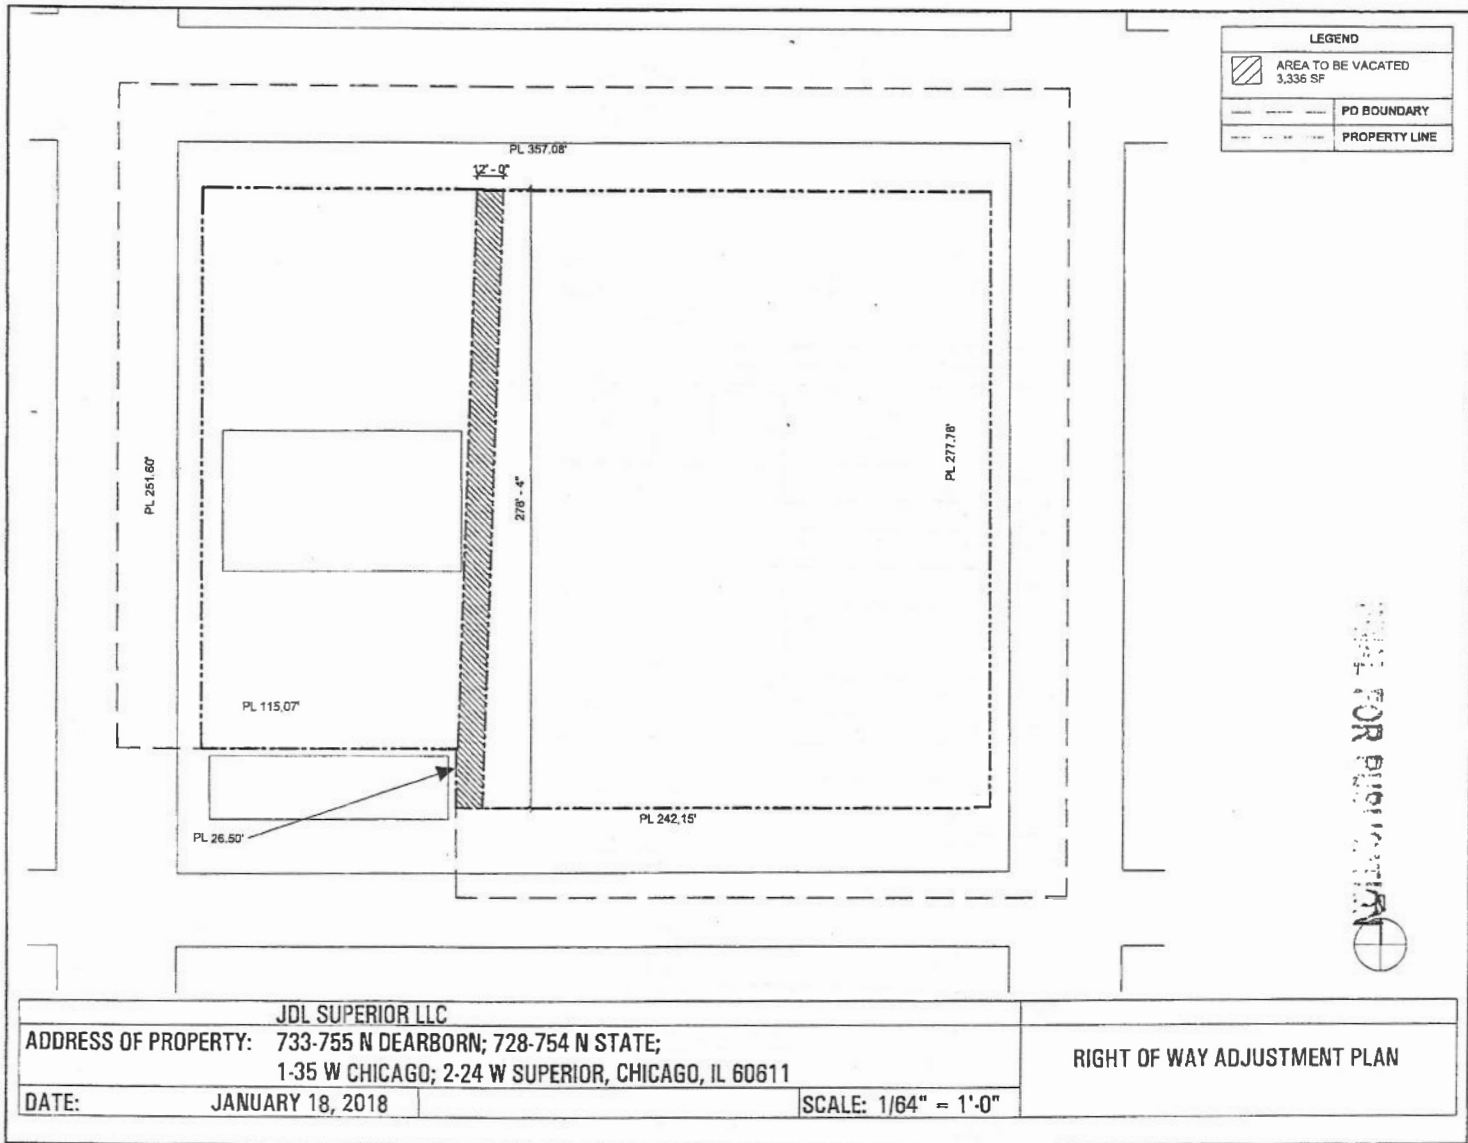 LEGEND
AREA TO BE VACATED
3,336 SF
PD BOUNDARY
PROPERTY LINE
PL 357.08'
12' - 0"
PL 251.60'
278' - 4"
PL 277.78'
PL 115.07'
PL 26.50'
PL 242.15'
FOR PUBLICATION
JDL SUPERIOR LLC
ADDRESS OF PROPERTY: 733-755 N DEARBORN; 728-754 N STATE;
1-35 W CHICAGO; 2-24 W SUPERIOR, CHICAGO, IL 60611
RIGHT OF WAY ADJUSTMENT PLAN
DATE: JANUARY 18, 2018
SCALE: 1/64" = 1'-0"